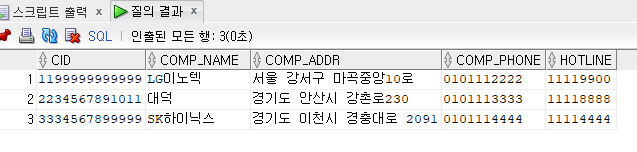 스크립트 출력 × 질의 결과 ×
SQL | 인출된 모든 행: 3(0초)
CID COMP_NAME COMP_ADDR COMP_PHONE HOTLINE
1 1199999999999 LG이노텍 서울 강서구 마곡중앙10로 0101112222 11119900
2 2234567891011 대덕 경기도 안산시 강촌로230 0101113333 11118888
3 3334567899999 SK하이닉스 경기도 이천시 경충대로 2091 0101114444 11114444